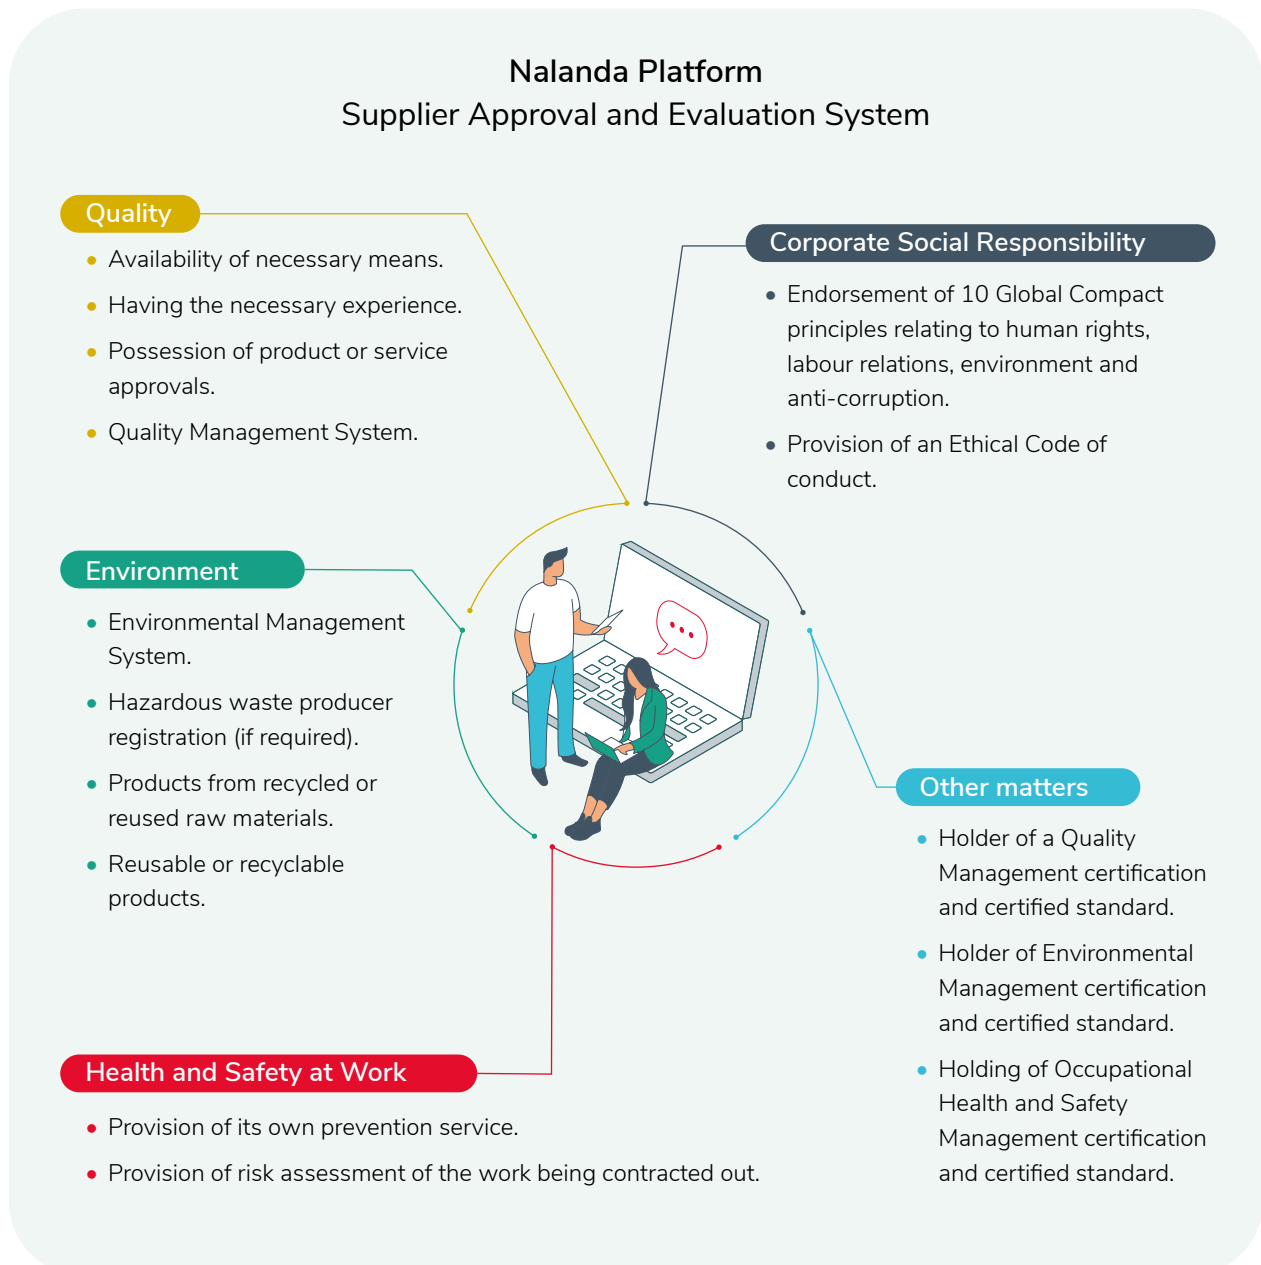 Nalanda Platform
Supplier Approval and Evaluation System
Quality
Availability of necessary means.
Having the necessary experience.
Possession of product or service
approvals.
Quality Management System.
Corporate Social Responsibility
Endorsement of 10 Global Compact
principles relating to human rights,
labour relations, environment and
anti-corruption.
Provision of an Ethical Code of
conduct.
Environment
Environmental Management
System.
Hazardous waste producer
registration (if required).
Products from recycled or
reused raw materials.
Reusable or recyclable
products.
Other matters
Holder of a Quality
Management certification
and certified standard.
Holder of Environmental
Management certification
and certified standard.
Holding of Occupational
Health and Safety
Management certification
and certified standard.
Health and Safety at Work
Provision of its own prevention service.
Provision of risk assessment of the work being contracted out.